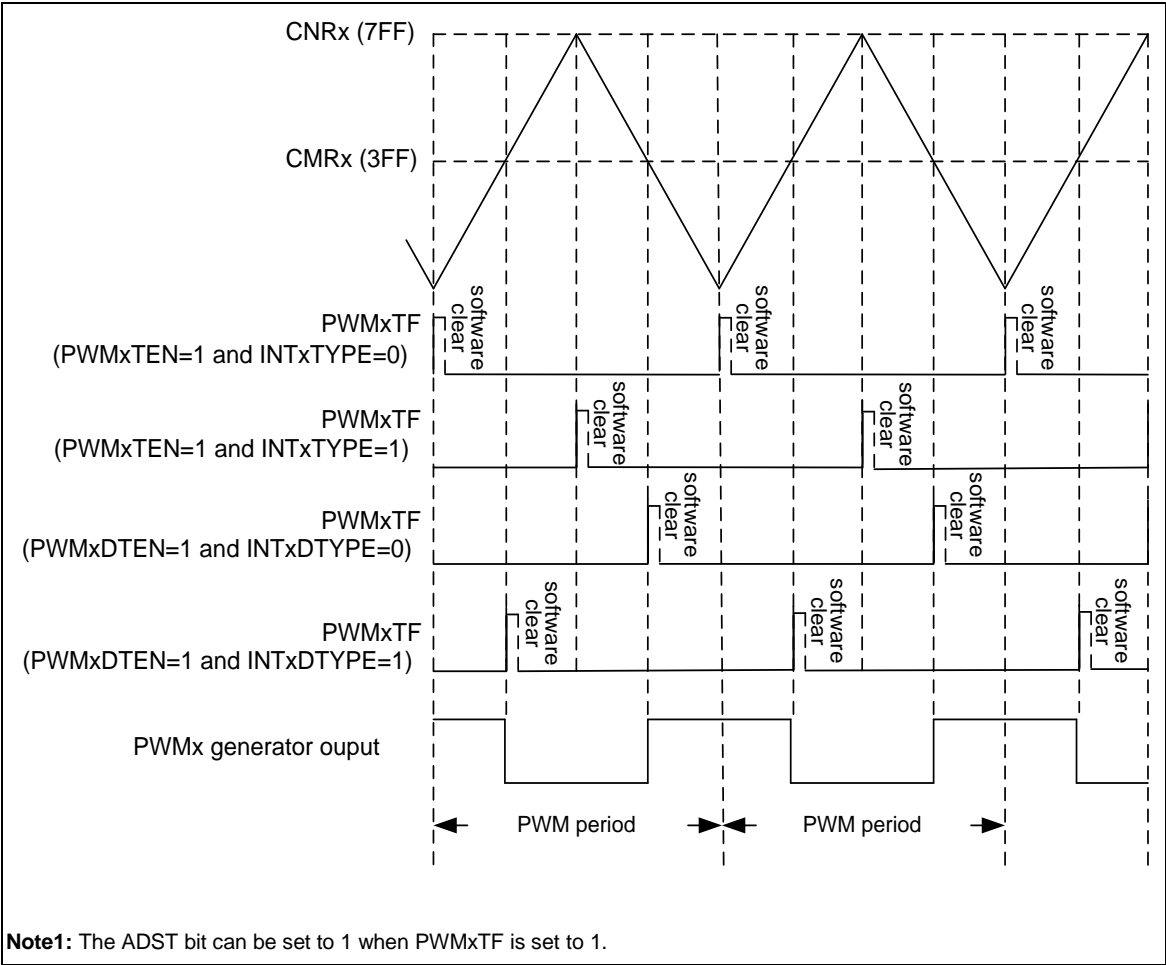 CNRx (7FF)
CMRx (3FF)
PWMxTF
(PWMxTEN=1 and INTxTYPE=0)
software
clear
software
clear
software
clear
PWMxTF
(PWMxTEN=1 and INTxTYPE=1)
software
clear
software
clear
PWMxTF
(PWMxDTEN=1 and INTxDTYPE=0)
software
clear
software
clear
PWMxTF
(PWMxDTEN=1 and INTxDTYPE=1)
software
clear
software
clear
software
clear
PWMx generator ouput
PWM period
PWM period
Note1: The ADST bit can be set to 1 when PWMxTF is set to 1.